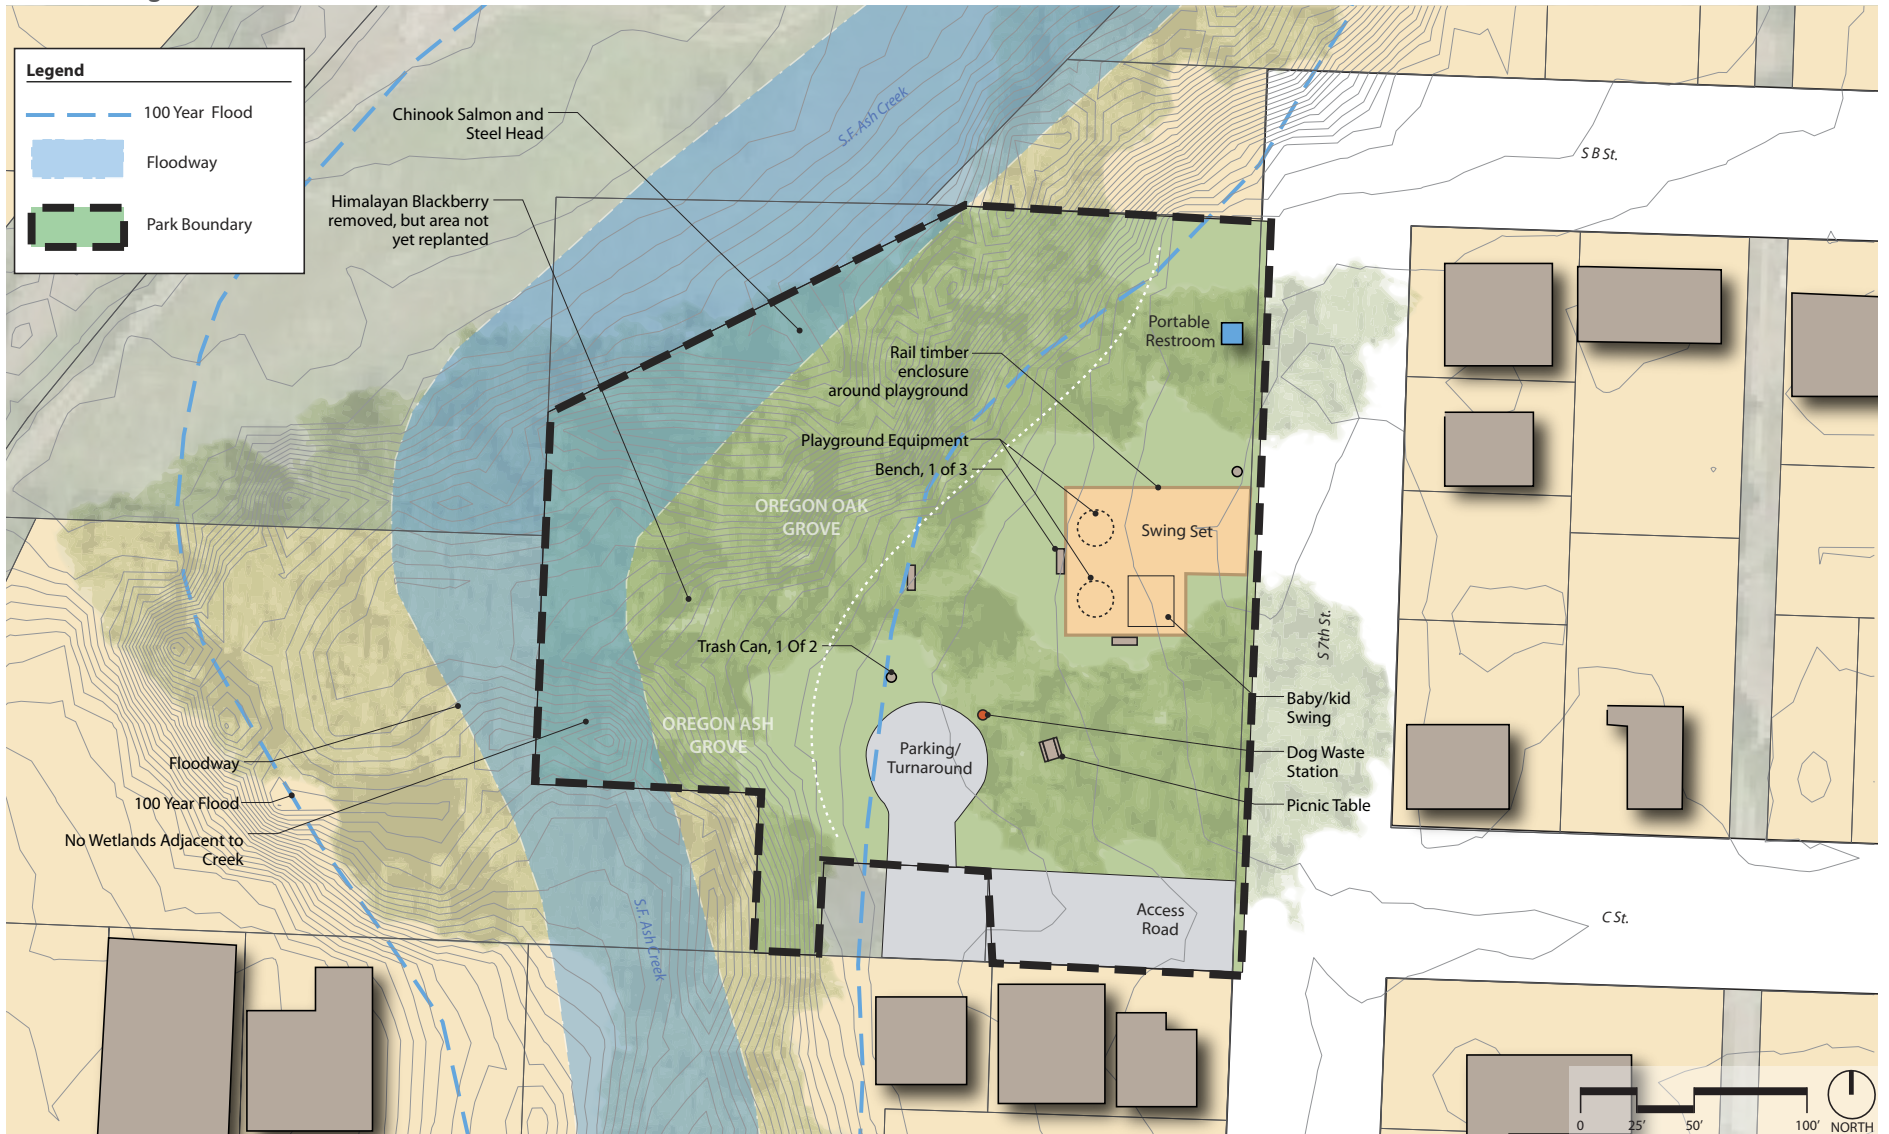 Legend
100 Year Flood
Floodway
Park Boundary
Chinook Salmon and
Steel Head
S.F. Ash Creek
S B St.
Himalayan Blackberry
removed, but area not
yet replanted
Portable
Restroom
Rail timber
enclosure
around playground
Playground Equipment
Bench, 1 of 3
OREGON OAK
GROVE
Swing Set
S 7th St.
Trash Can, 1 Of 2
OREGON ASH
GROVE
Baby/kid
Swing
Parking/
Turnaround
Dog Waste
Station
Floodway
100 Year Flood
Picnic Table
No Wetlands Adjacent to
Creek
S.F. Ash Creek
Access
Road
C St.
0 25' 50' 100'
NORTH